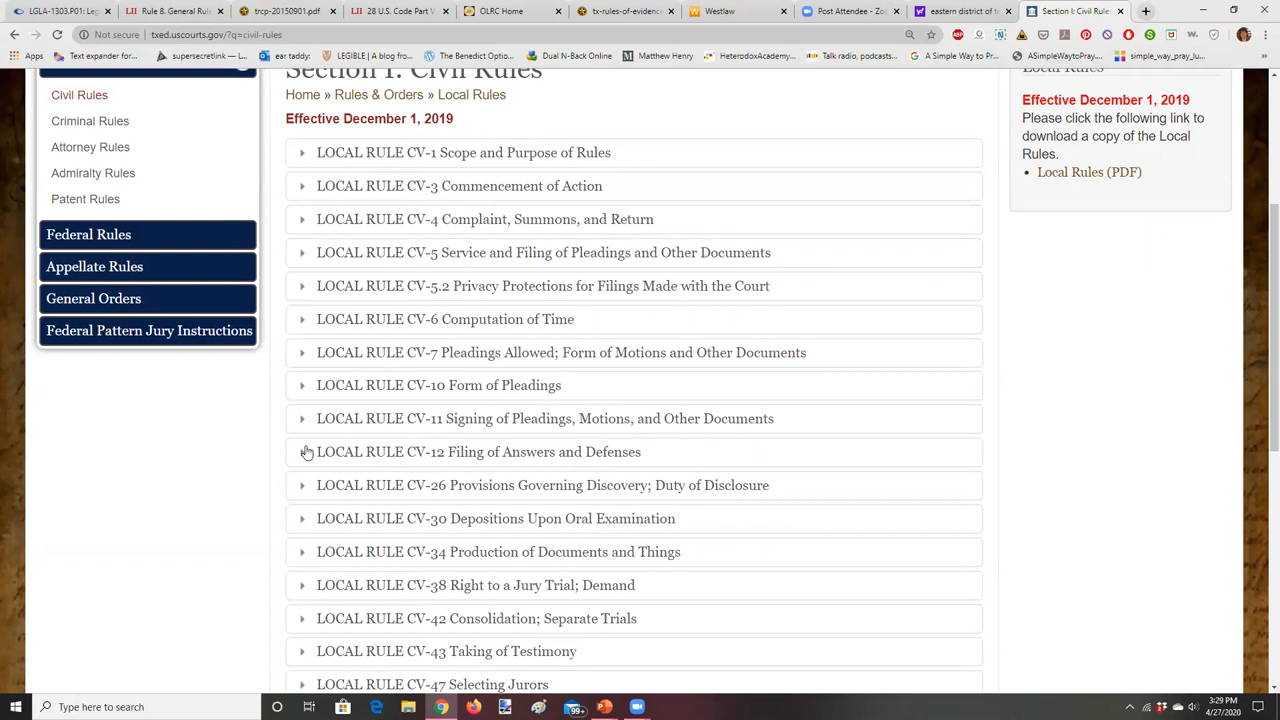 LGLA-1303.P01: Leg
Rule 8. General Rule
trcp-20150901.pdf
28 U.S. Code Part V
OLRC Home
tx-rules-of-evidenc
Westlaw
Post Attendee - Zoo
eastern district of te
Section I: Civil Rules
Not secure | txed.uscourts.gov/?q=civil-rules
Apps
Text expander for...
supersecretlink — t...
ear taddy:
LEGIBLE | A blog fo...
The Benedict Option
Dual N-Back Online
Matthew Henry
HeterodoxAcademy...
Talk radio, podcasts...
A Simple Way to P...
ASimpleWaytoPray....
simple_way_pray_lu...
Section I: Civil Rules
Home » Rules & Orders » Local Rules
Effective December 1, 2019
Civil Rules
Criminal Rules
Attorney Rules
Admiralty Rules
Patent Rules
Federal Rules
Appellate Rules
General Orders
Federal Pattern Jury Instructions
LOCAL RULE CV-1 Scope and Purpose of Rules
LOCAL RULE CV-3 Commencement of Action
LOCAL RULE CV-4 Complaint, Summons, and Return
LOCAL RULE CV-5 Service and Filing of Pleadings and Other Documents
LOCAL RULE CV-5.2 Privacy Protections for Filings Made with the Court
LOCAL RULE CV-6 Computation of Time
LOCAL RULE CV-7 Pleadings Allowed; Form of Motions and Other Documents
LOCAL RULE CV-10 Form of Pleadings
LOCAL RULE CV-11 Signing of Pleadings, Motions, and Other Documents
LOCAL RULE CV-12 Filing of Answers and Defenses
LOCAL RULE CV-26 Provisions Governing Discovery; Duty of Disclosure
LOCAL RULE CV-30 Depositions Upon Oral Examination
LOCAL RULE CV-34 Production of Documents and Things
LOCAL RULE CV-38 Right to a Jury Trial; Demand
LOCAL RULE CV-42 Consolidation; Separate Trials
LOCAL RULE CV-43 Taking of Testimony
LOCAL RULE CV-47 Selecting Jurors
Local Rules
Effective December 1, 2019
Please click the following link to
download a copy of the Local
Rules.
• Local Rules (PDF)
Type here to search
99+
3:29 PM
4/27/2020